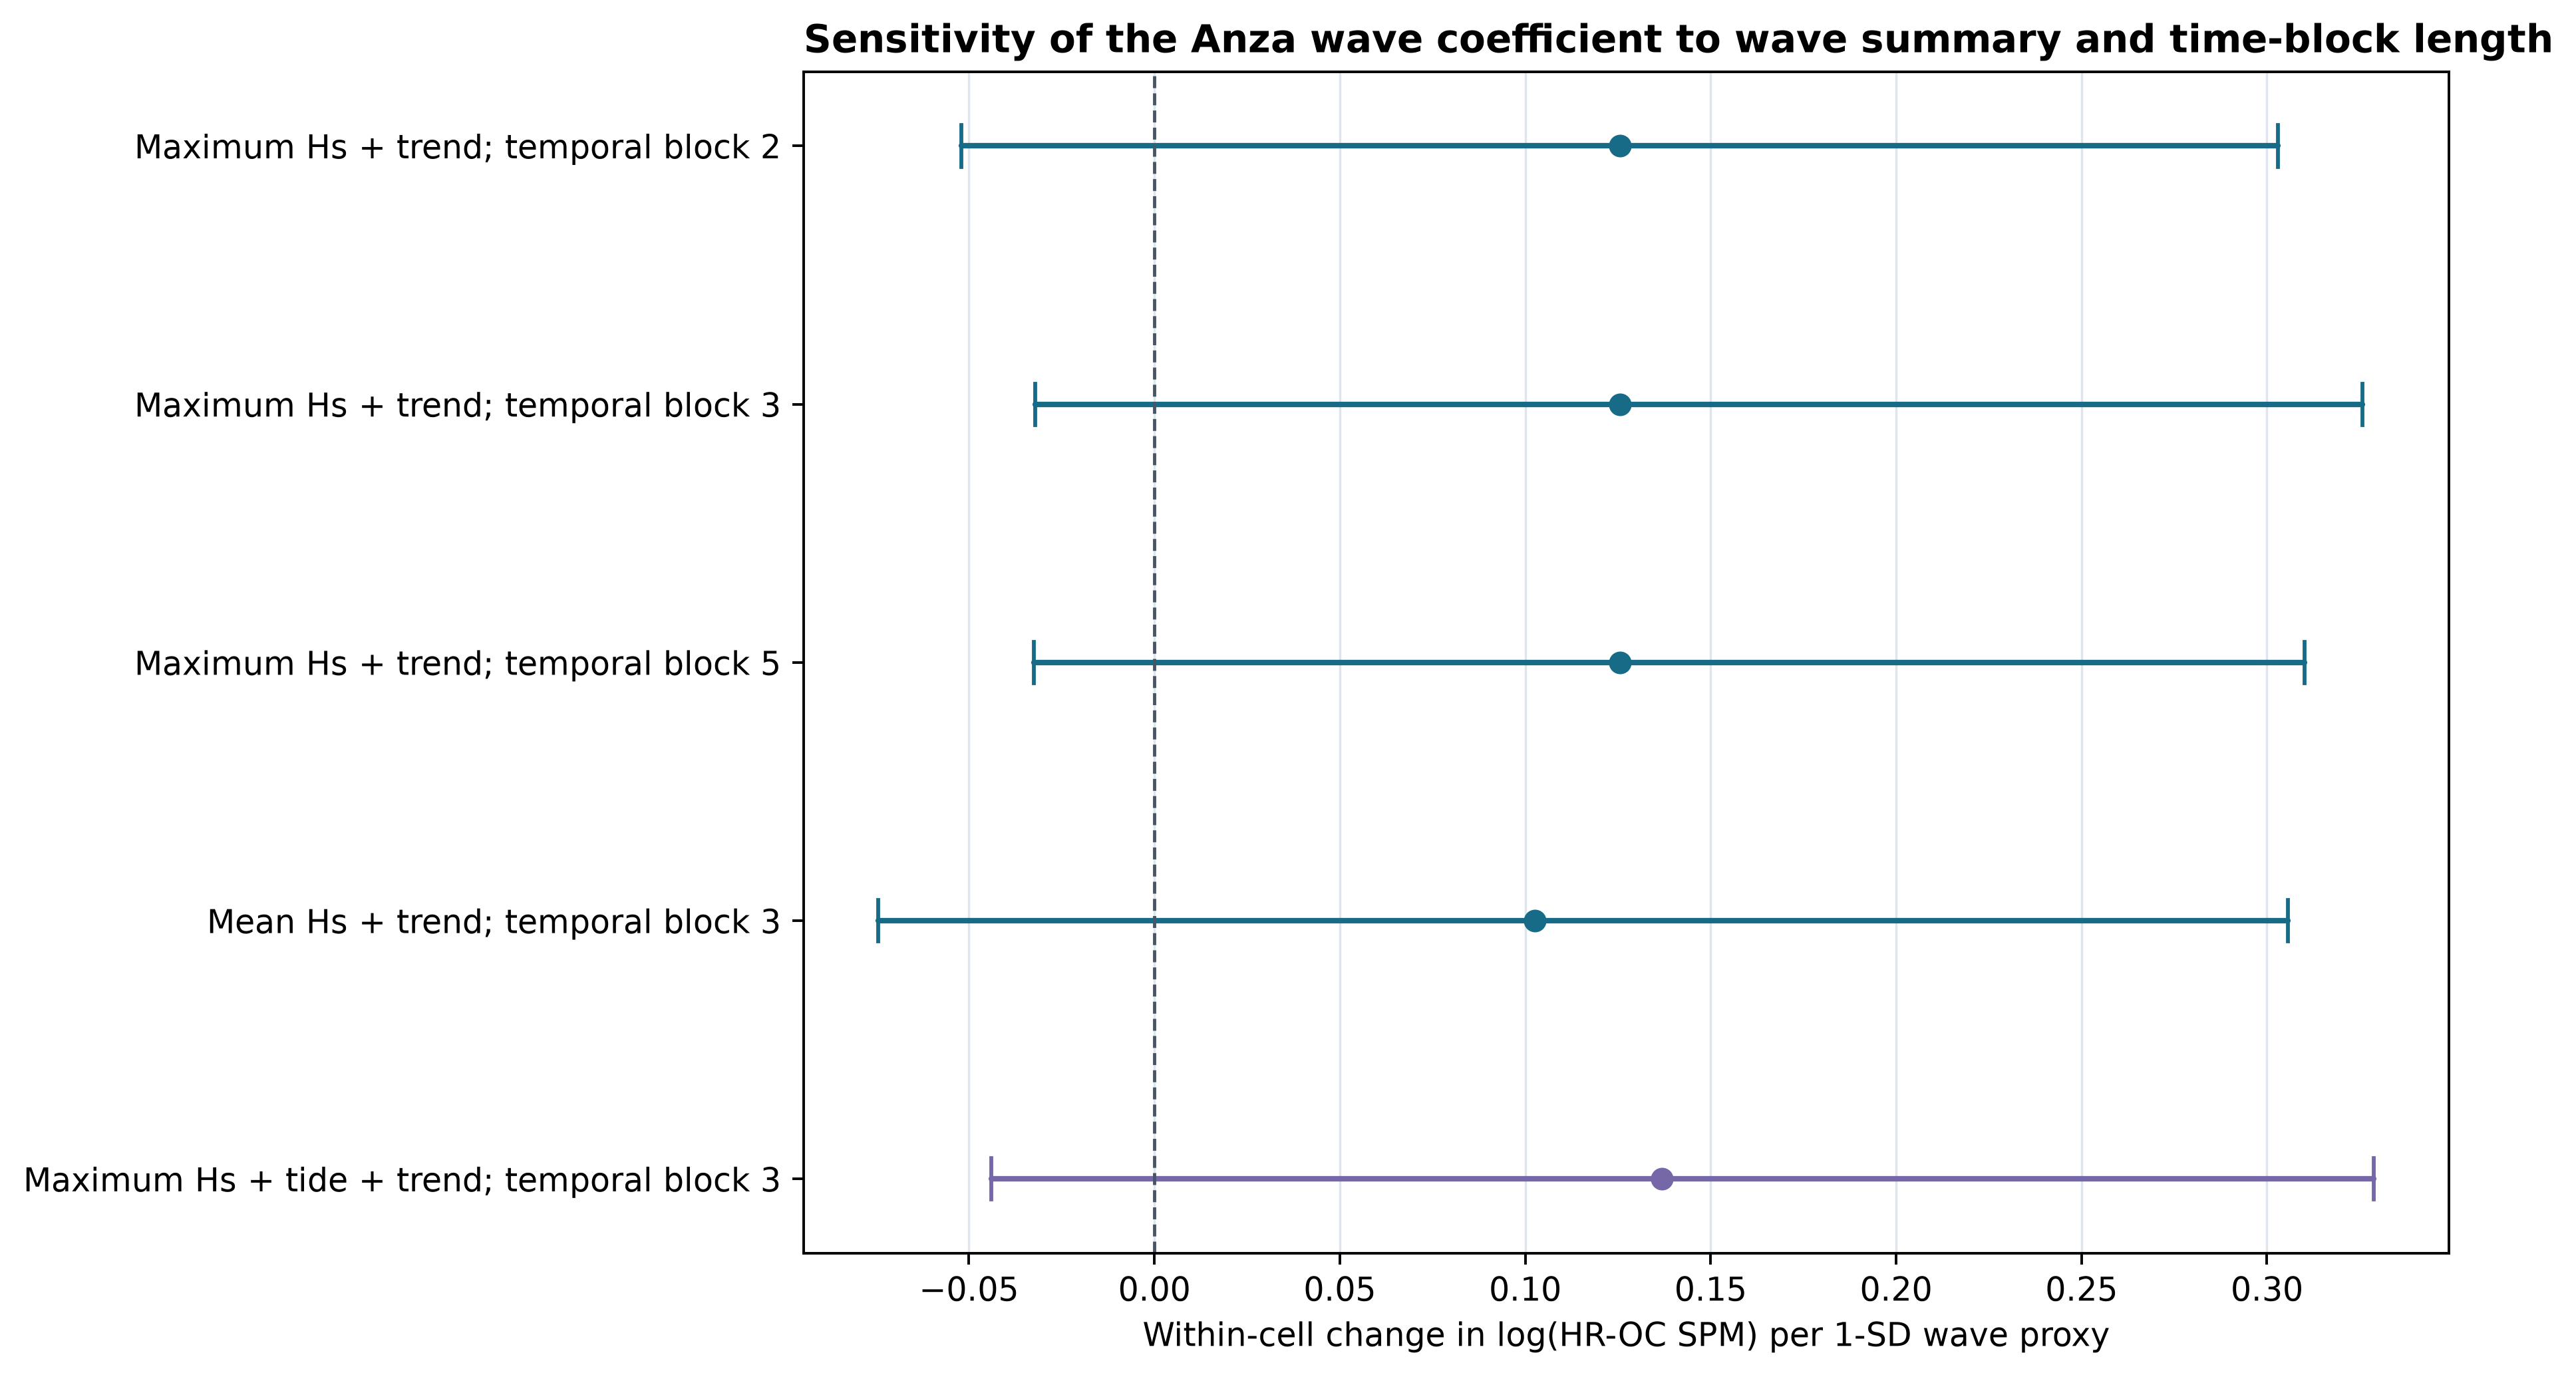 Sensitivity of the Anza wave coefficient to wave summary and time-block length
Maximum Hs + trend; temporal block 2
Maximum Hs + trend; temporal block 3
Maximum Hs + trend; temporal block 5
Mean Hs + trend; temporal block 3
Maximum Hs + tide + trend; temporal block 3
−0.05 0.00 0.05 0.10 0.15 0.20 0.25 0.30
Within-cell change in log(HR-OC SPM) per 1-SD wave proxy